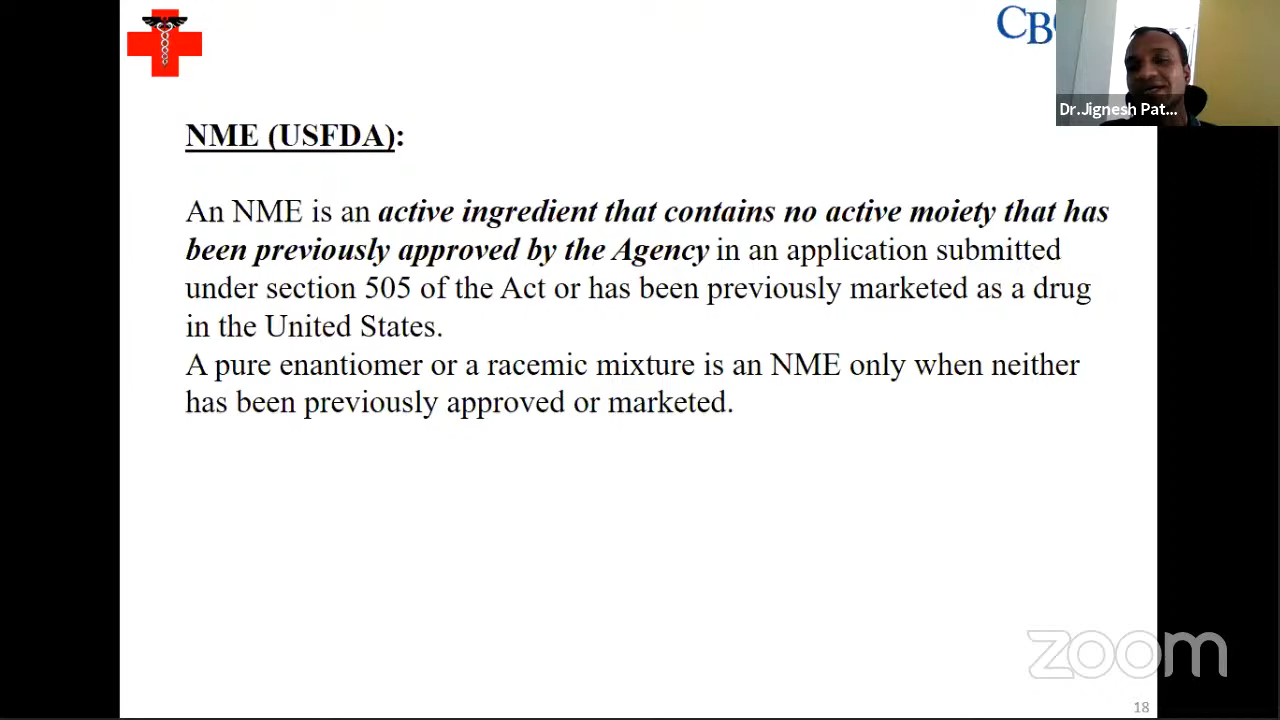 CB
Dr.Jignesh Pat...
NME (USFDA):
An NME is an active ingredient that contains no active moiety that has
been previously approved by the Agency in an application submitted
under section 505 of the Act or has been previously marketed as a drug
in the United States.
A pure enantiomer or a racemic mixture is an NME only when neither
has been previously approved or marketed.
zoom
18